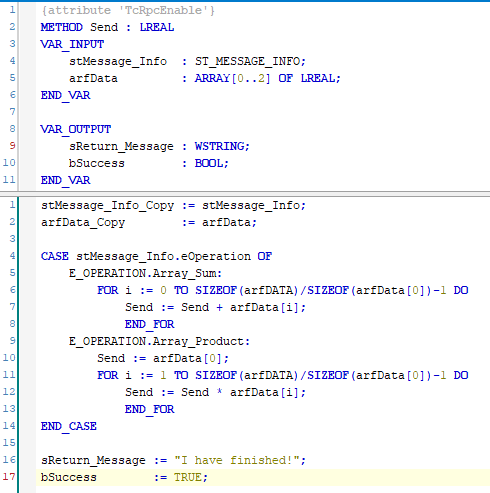 1 {attribute 'TcRpcEnable'}
2 METHOD Send : LREAL
3 VAR_INPUT
4 stMessage_Info : ST_MESSAGE_INFO;
5 arfData : ARRAY[0..2] OF LREAL;
6 END_VAR
7
8 VAR_OUTPUT
9 sReturn_Message : WSTRING;
10 bSuccess : BOOL;
11 END_VAR
1 stMessage_Info_Copy := stMessage_Info;
2 arfData_Copy := arfData;
3
4 CASE stMessage_Info.eOperation OF
5 E_OPERATION.Array_Sum:
6 FOR i := 0 TO SIZEOF(arfDATA)/SIZEOF(arfData[0])-1 DO
7 Send := Send + arfData[i];
8 END_FOR
9 E_OPERATION.Array_Product:
10 Send := arfData[0];
11 FOR i := 1 TO SIZEOF(arfDATA)/SIZEOF(arfData[0])-1 DO
12 Send := Send * arfData[i];
13 END_FOR
14 END_CASE
15
16 sReturn_Message := "I have finished!";
17 bSuccess := TRUE;